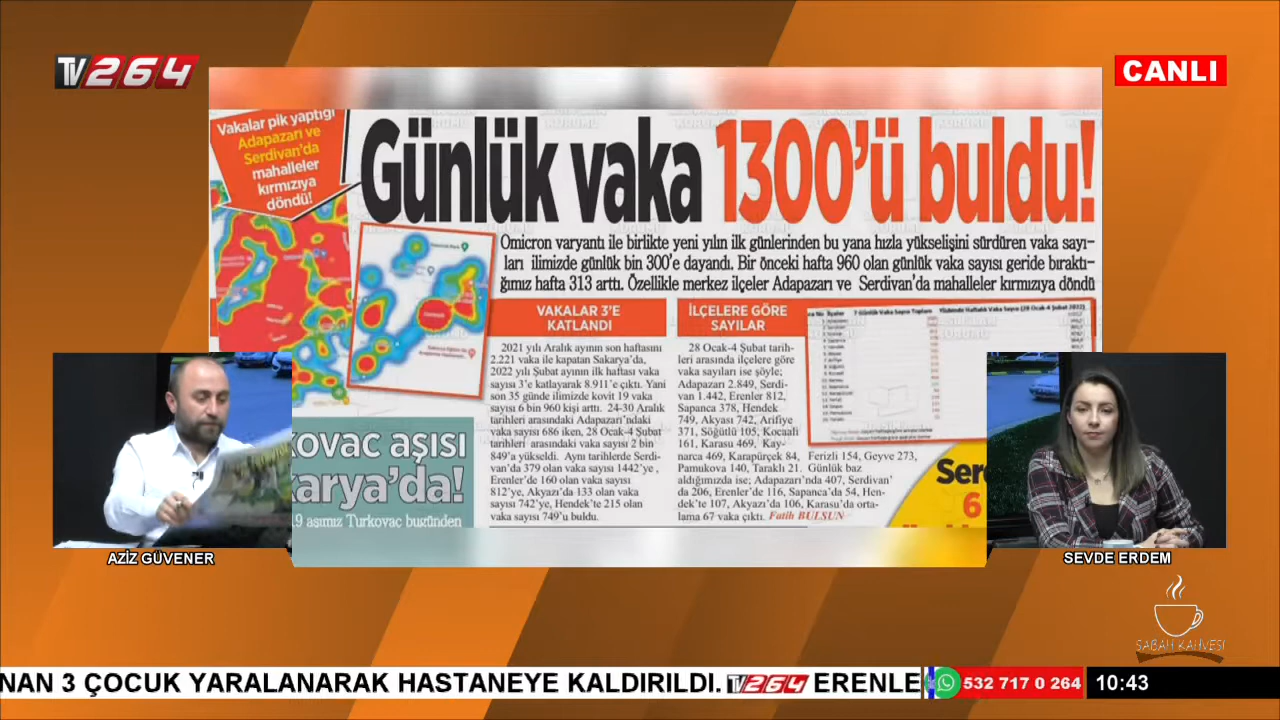 TV264
CANLI
Vakalar pik yaptığı
Adapazarı ve
Serdivan'da
mahalleler
kırmızıya
döndü!
Günlük vaka 1300'ü buldu!
Omicron varyantı ile birlikte yeni yılın ilk günlerinden bu yana hızla yükselişini sürdüren vaka sayı-
ları ilimizde günlük bin 300'e dayandı. Bir önceki hafta 960 olan günlük vaka sayısı geride bıraktı-
ğımız hafta 313 arttı. Özellikle merkez ilçeler Adapazarı ve Serdivan'da mahalleler kırmızıya döndü
VAKALAR 3'E
KATLANDI
2021 yılı Aralık ayının son haftasını
2.221 vaka ile kapatan Sakarya'da,
2022 yılı Şubat ayının ilk haftası vaka
sayısı 3'e katlayarak 8.911'e çıktı. Yani
son 35 günde ilimizde kovit 19 vaka
sayısı 6 bin 960 kişi arttı. 24-30 Aralık
tarihleri arasındaki Adapazarı'ndaki
vaka sayısı 686 iken, 28 Ocak-4 Şubat
tarihleri arasındaki vaka sayısı 2 bin
849'a yükseldi. Aynı tarihlerde Serdi-
van'da 379 olan vaka sayısı 1442'ye ,
Erenler'de 160 olan vaka sayısı
812'ye, Akyazı'da 133 olan vaka
sayısı 742'ye, Hendek'te 215 olan
vaka sayısı 749'u buldu.
İLÇELERE GÖRE
SAYILAR
28 Ocak-4 Şubat tarih-
leri arasında ilçelere göre
vaka sayıları ise şöyle;
Adapazarı 2.849, Serdi-
van 1.442, Erenler 812,
Sapanca 378, Hendek
749, Akyası 742, Arifiye
371, Söğütlü 105, Kocaali
161, Karasu 469, Kay-
narca 469, Karapürçek 84,
Pamukova 140, Taraklı 21.
Ferizli 154, Geyve 273,
Günlük baz
aldığımızda ise; Adapazarı'nda 407, Serdivan'
da 206, Erenler'de 116, Sapanca'da 54, Hen-
dek'te 107, Akyazı'da 106, Karasu'da orta-
lama 67 vaka çıktı. Fatih BULSUN
ovac aşısı
karya'da!
19 aşımız Turkovac bugünden
Ser
6
AZİZ GÜVENER
SEVDE ERDEM
SABAH KAHVESİ
NAN 3 ÇOCUK YARALANARAK HASTANEYE KALDIRILDI. TV264 ERENLE
532 717 0 264
10:43